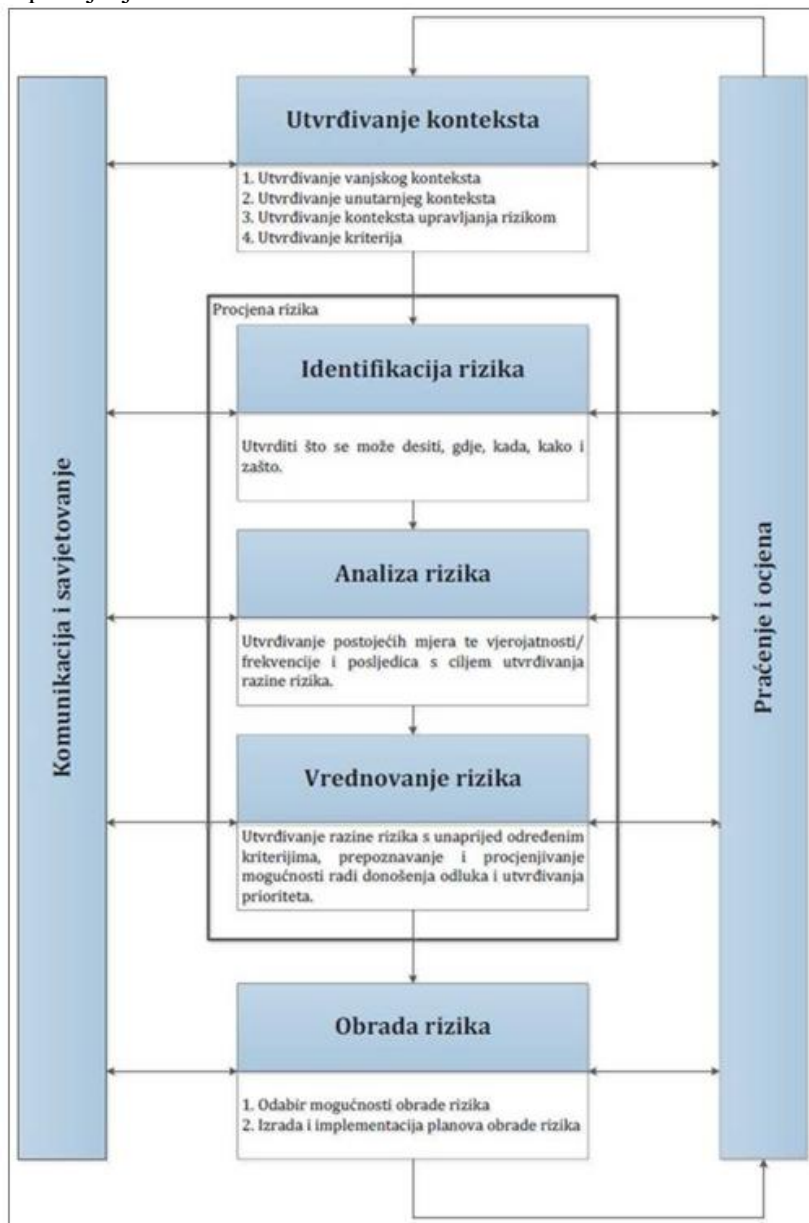 Utvrđivanje konteksta
1. Utvrđivanje vanjskog konteksta
2. Utvrđivanje unutarnjeg konteksta
3. Utvrđivanje konteksta upravljanja rizikom
4. Utvrđivanje kriterija
Procjena rizika
Identifikacija rizika
Utvrditi što se može desiti, gdje, kada, kako i
zašto.
Analiza rizika
Utvrđivanje postojećih mjera te vjerojatnosti/
frekvencije i posljedica s ciljem utvrđivanja
razine rizika.
Vrednovanje rizika
Utvrđivanje razine rizika s unaprijed određenim
kriterijima, prepoznavanje i procjenjivanje
mogućnosti radi donošenja odluka i utvrđivanja
prioriteta.
Obrada rizika
1. Odabir mogućnosti obrade rizika
2. Izrada i implementacija planova obrade rizika
Komunikacija i savjetovanje
Praćenje i ocjena